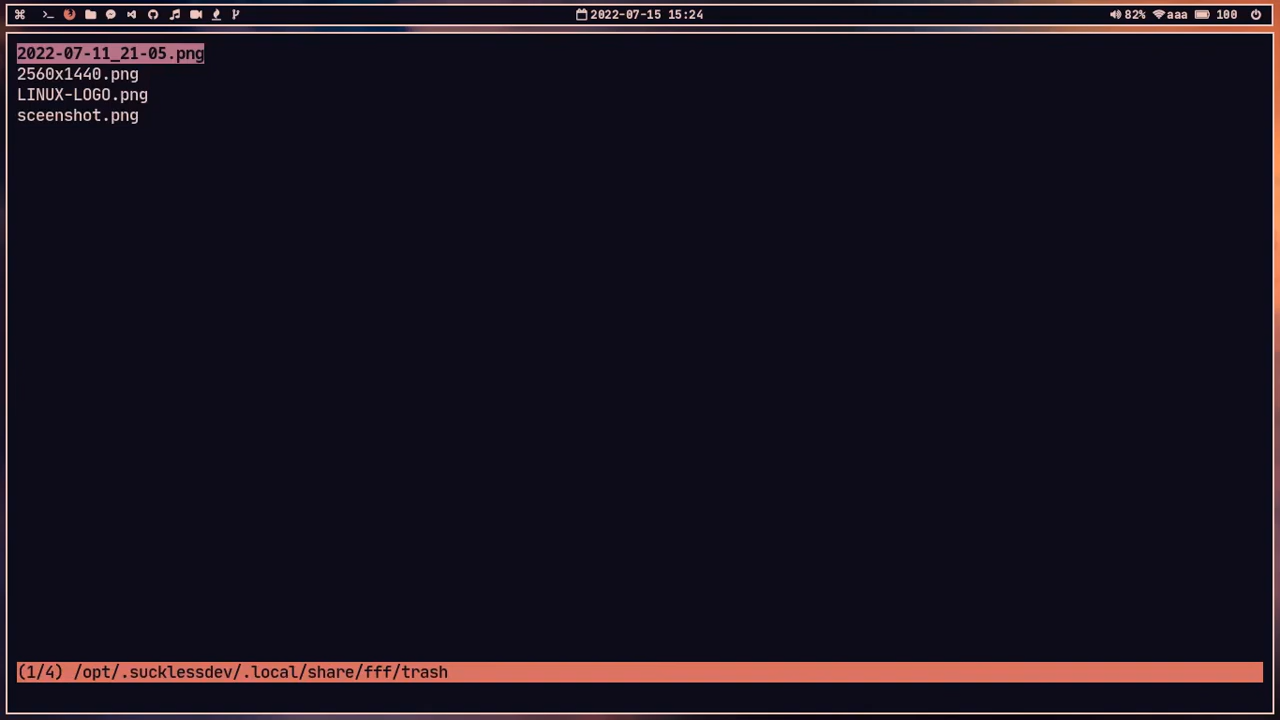 2022-07-15 15:24
82% aaa 100
2022-07-11_21-05.png
2560x1440.png
LINUX-LOGO.png
sceenshot.png
(1/4) /opt/.sucklessdev/.local/share/fff/trash